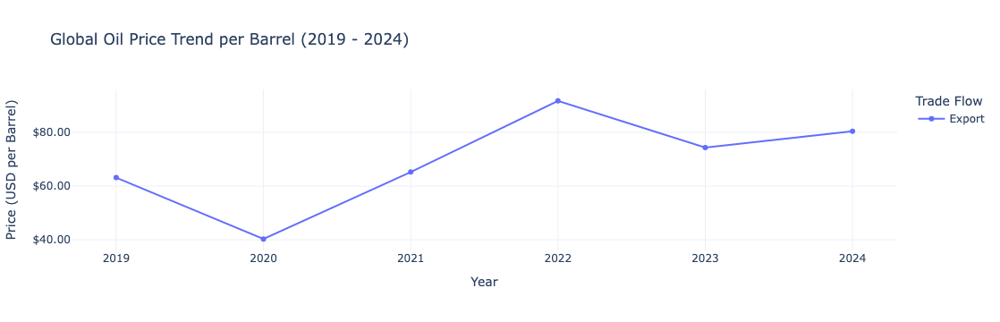 Global Oil Price Trend per Barrel (2019 - 2024)
Trade Flow
Export
Price (USD per Barrel)
$80.00
$60.00
$40.00
2019 2020 2021 2022 2023 2024
Year